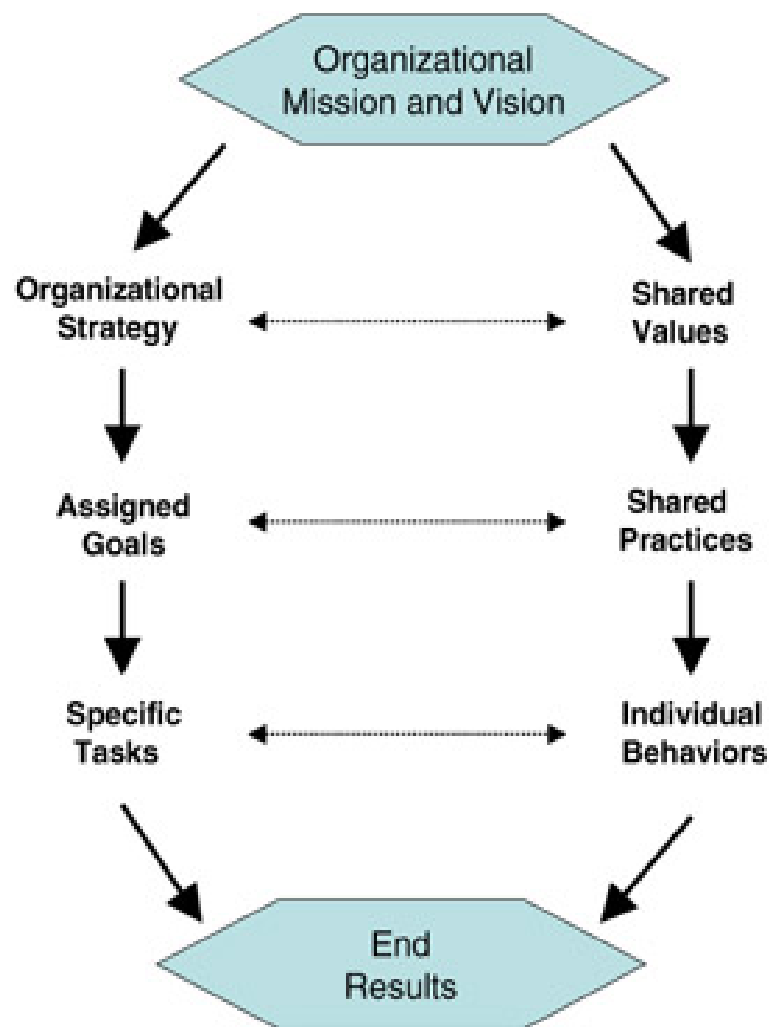 Organizational
Mission and Vision
Organizational
Strategy
Shared
Values
Assigned
Goals
Shared
Practices
Specific
Tasks
Individual
Behaviors
End
Results